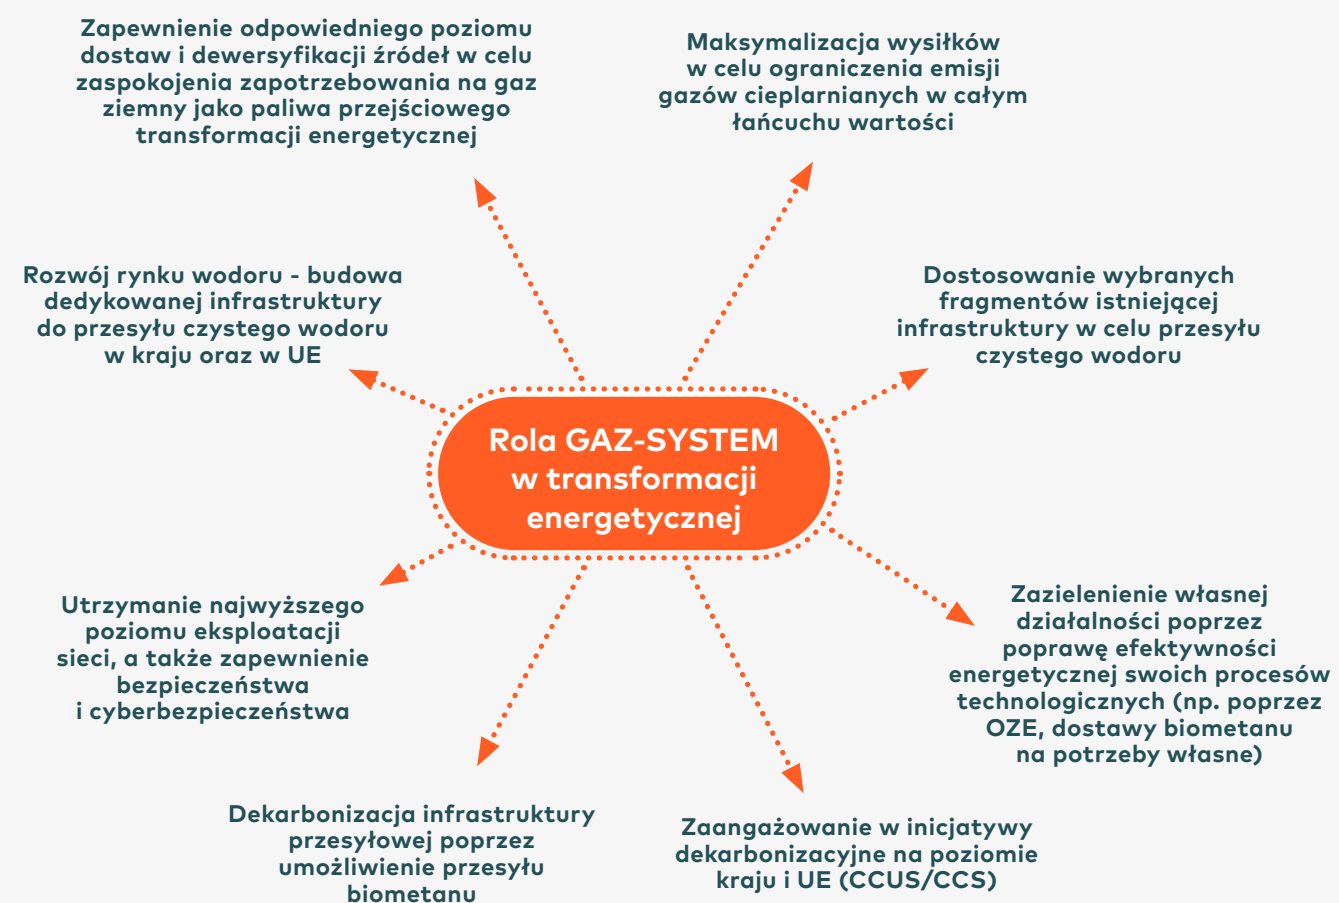 Zapewnienie odpowiedniego poziomu
dostaw i dewersyfikacji źródeł w celu
zaspokojenia zapotrzebowania na gaz
ziemny jako paliwa przejściowego
transformacji energetycznej
Maksymalizacja wysiłków
w celu ograniczenia emisji
gazów cieplarnianych w całym
łańcuchu wartości
Rozwój rynku wodoru - budowa
dedykowanej infrastruktury
do przesyłu czystego wodoru
w kraju oraz w UE
Dostosowanie wybranych
fragmentów istniejącej
infrastruktury w celu przesyłu
czystego wodoru
Rola GAZ-SYSTEM
w transformacji
energetycznej
Utrzymanie najwyższego
poziomu eksploatacji
sieci, a także zapewnienie
bezpieczeństwa
i cyberbezpieczeństwa
Zazielenienie własnej
działalności poprzez
poprawę efektywności
energetycznej swoich procesów
technologicznych (np. poprzez
OZE, dostawy biometanu
na potrzeby własne)
Dekarbonizacja infrastruktury
przesyłowej poprzez
umożliwienie przesyłu
biometanu
Zaangażowanie w inicjatywy
dekarbonizacyjne na poziomie
kraju i UE (CCUS/CCS)